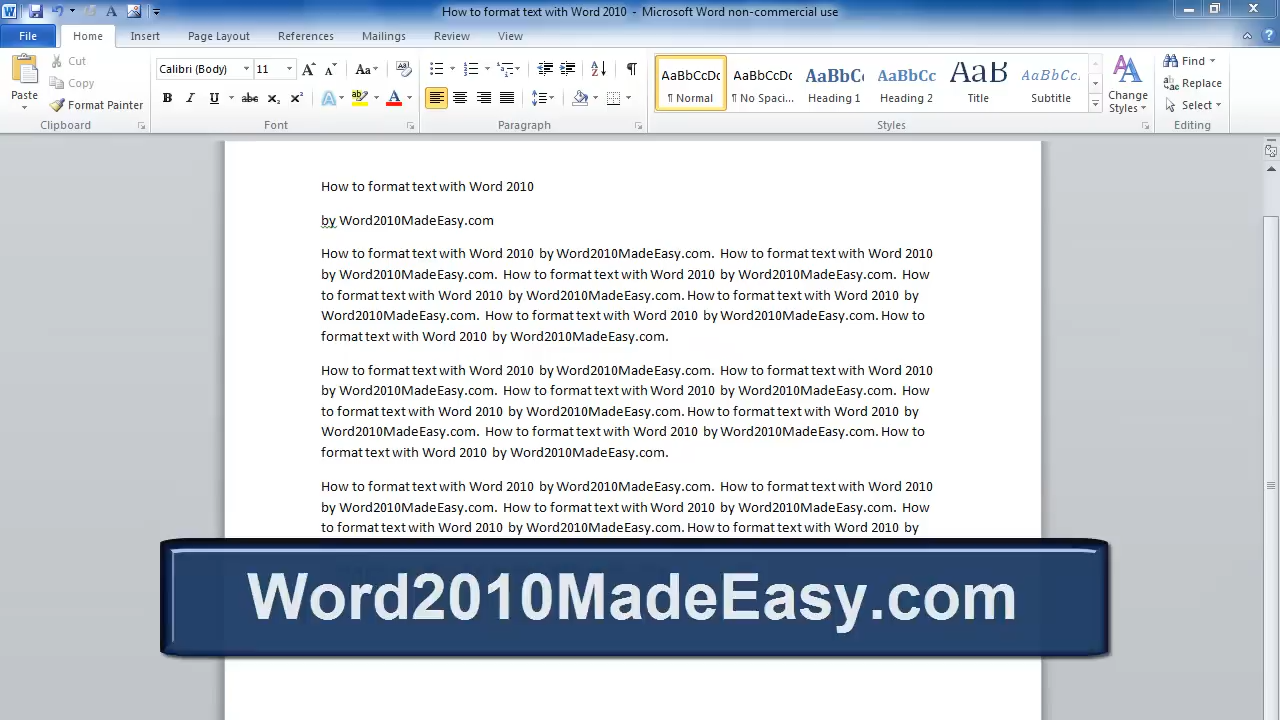 How to format text with Word 2010 - Microsoft Word non-commercial use
File Home Insert Page Layout References Mailings Review View
Paste
Cut
Copy
Format Painter
Clipboard
Calibri (Body) 11
Font
Paragraph
AaBbCcDc AaBbCcDc AaBbCc AaBbCc AaB AaBbCc.
¶ Normal ¶ No Spaci... Heading 1 Heading 2 Title Subtitle
Change Styles
Styles
Find
Replace
Select
Editing
How to format text with Word 2010
by Word2010MadeEasy.com
How to format text with Word 2010 by Word2010MadeEasy.com. How to format text with Word 2010
by Word2010MadeEasy.com. How to format text with Word 2010 by Word2010MadeEasy.com. How
to format text with Word 2010 by Word2010MadeEasy.com. How to format text with Word 2010 by
Word2010MadeEasy.com. How to format text with Word 2010 by Word2010MadeEasy.com. How to
format text with Word 2010 by Word2010MadeEasy.com.
How to format text with Word 2010 by Word2010MadeEasy.com. How to format text with Word 2010
by Word2010MadeEasy.com. How to format text with Word 2010 by Word2010MadeEasy.com. How
to format text with Word 2010 by Word2010MadeEasy.com. How to format text with Word 2010 by
Word2010MadeEasy.com. How to format text with Word 2010 by Word2010MadeEasy.com. How to
format text with Word 2010 by Word2010MadeEasy.com.
How to format text with Word 2010 by Word2010MadeEasy.com. How to format text with Word 2010
by Word2010MadeEasy.com. How to format text with Word 2010 by Word2010MadeEasy.com. How
to format text with Word 2010 by Word2010MadeEasy.com. How to format text with Word 2010 by
Word2010MadeEasy.com